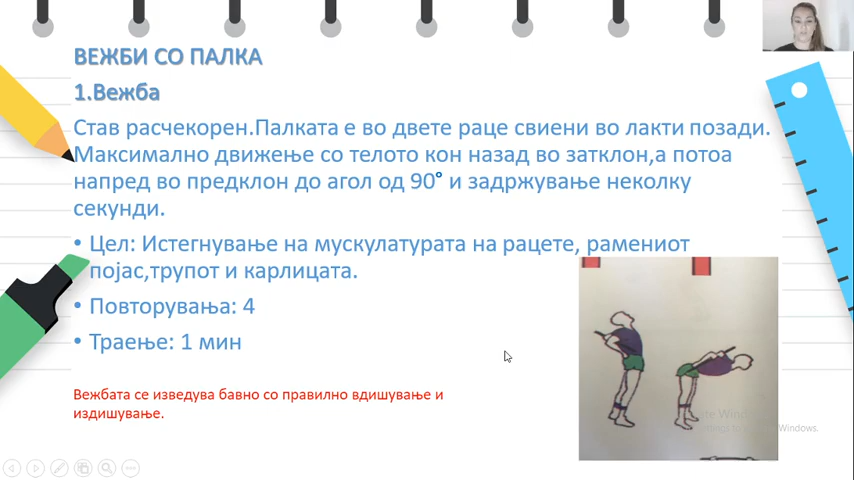 ВЕЖБИ СО ПАЛКА
1.Вежба
Став расчекорен.Палката е во двете раце свиени во лакти позади.
Максимално движење со телото кон назад во затклон,а потоа
напред во предклон до агол од 90° и задржување неколку
секунди.
• Цел: Истегнување на мускулатурата на рацете, рамениот
појас,трупот и карлицата.
• Повторувања: 4
• Траење: 1 мин
Вежбата се изведува бавно со правилно вдишување и
издишување.
Windows.